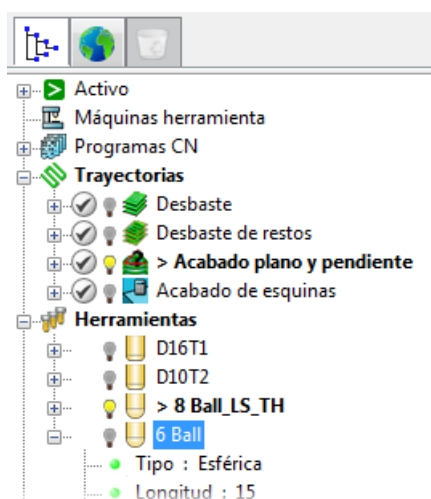 Activo
Máquinas herramienta
Programas CN
Trayectorias
Desbaste
Desbaste de restos
> Acabado plano y pendiente
Acabado de esquinas
Herramientas
D16T1
D10T2
> 8 Ball_LS_TH
6 Ball
Tipo : Esférica
Longitud : 15